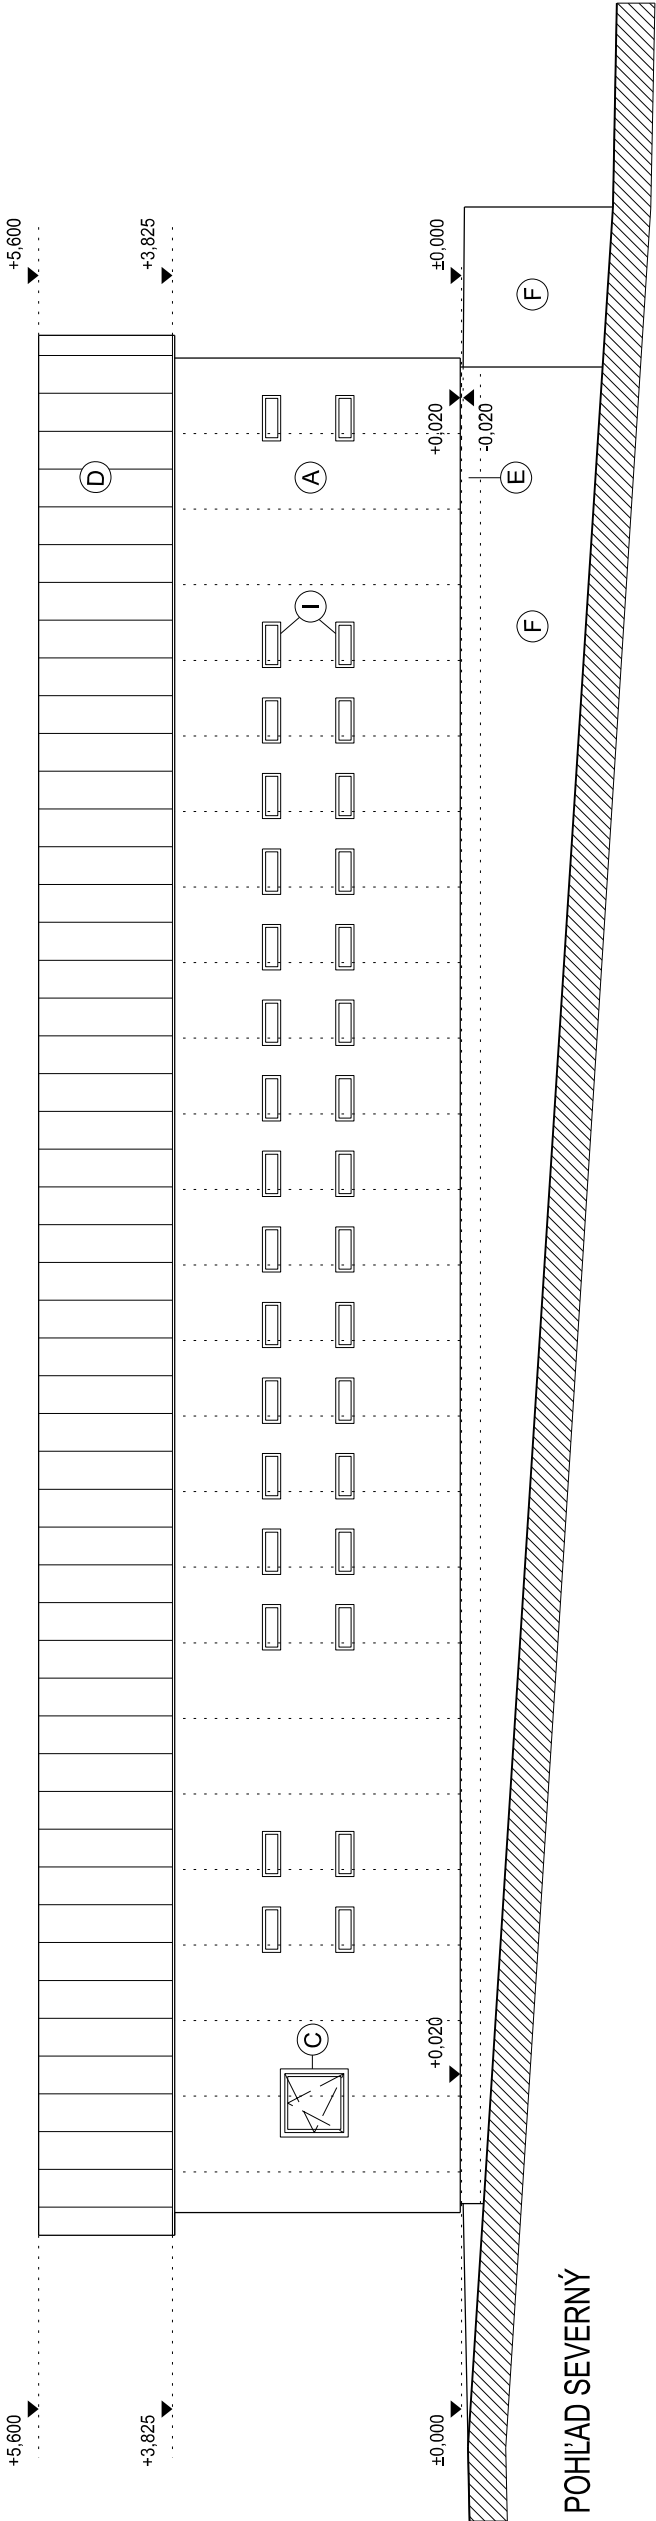 +5,600
+5,600
+3,825
+3,825
D
C
I
A
+0,020
+0,020
±0,000
±0,000
-0,020
E
F
F
POHĽAD SEVERNÝ